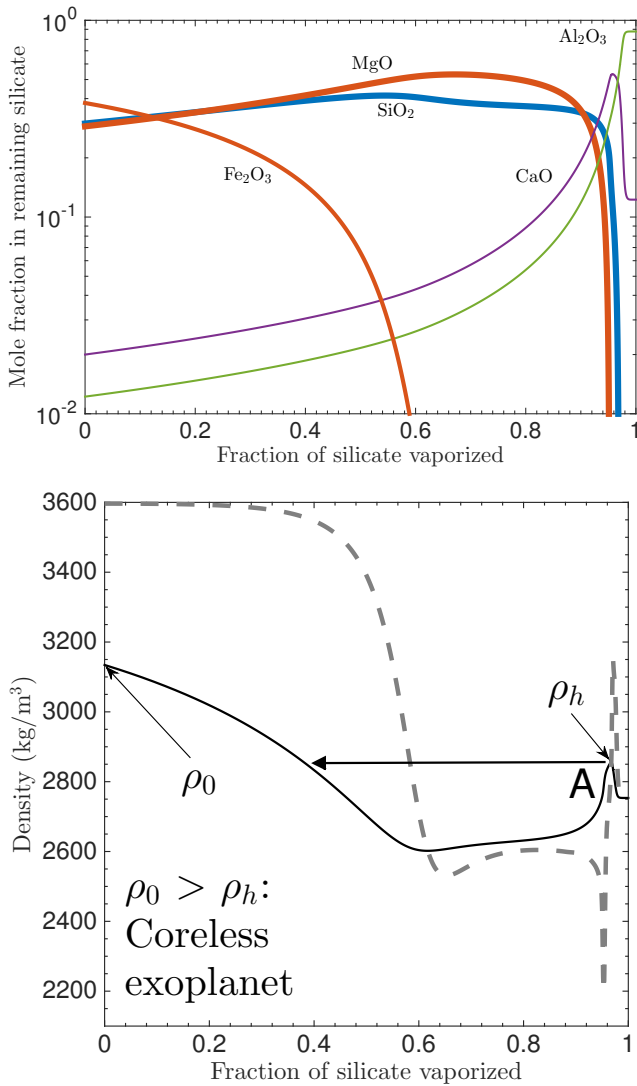 10⁰
Al₂O₃
MgO
SiO₂
Fe₂O₃
CaO
10⁻¹
10⁻²
Mole fraction in remaining silicate
0 0.2 0.4 0.6 0.8 1
Fraction of silicate vaporized
3600
3400
3200
3000
2800
2600
2400
2200
Density (kg/m³)
ρ₀
ρₕ
A
ρ₀ > ρₕ:
Coreless
exoplanet
0 0.2 0.4 0.6 0.8 1
Fraction of silicate vaporized